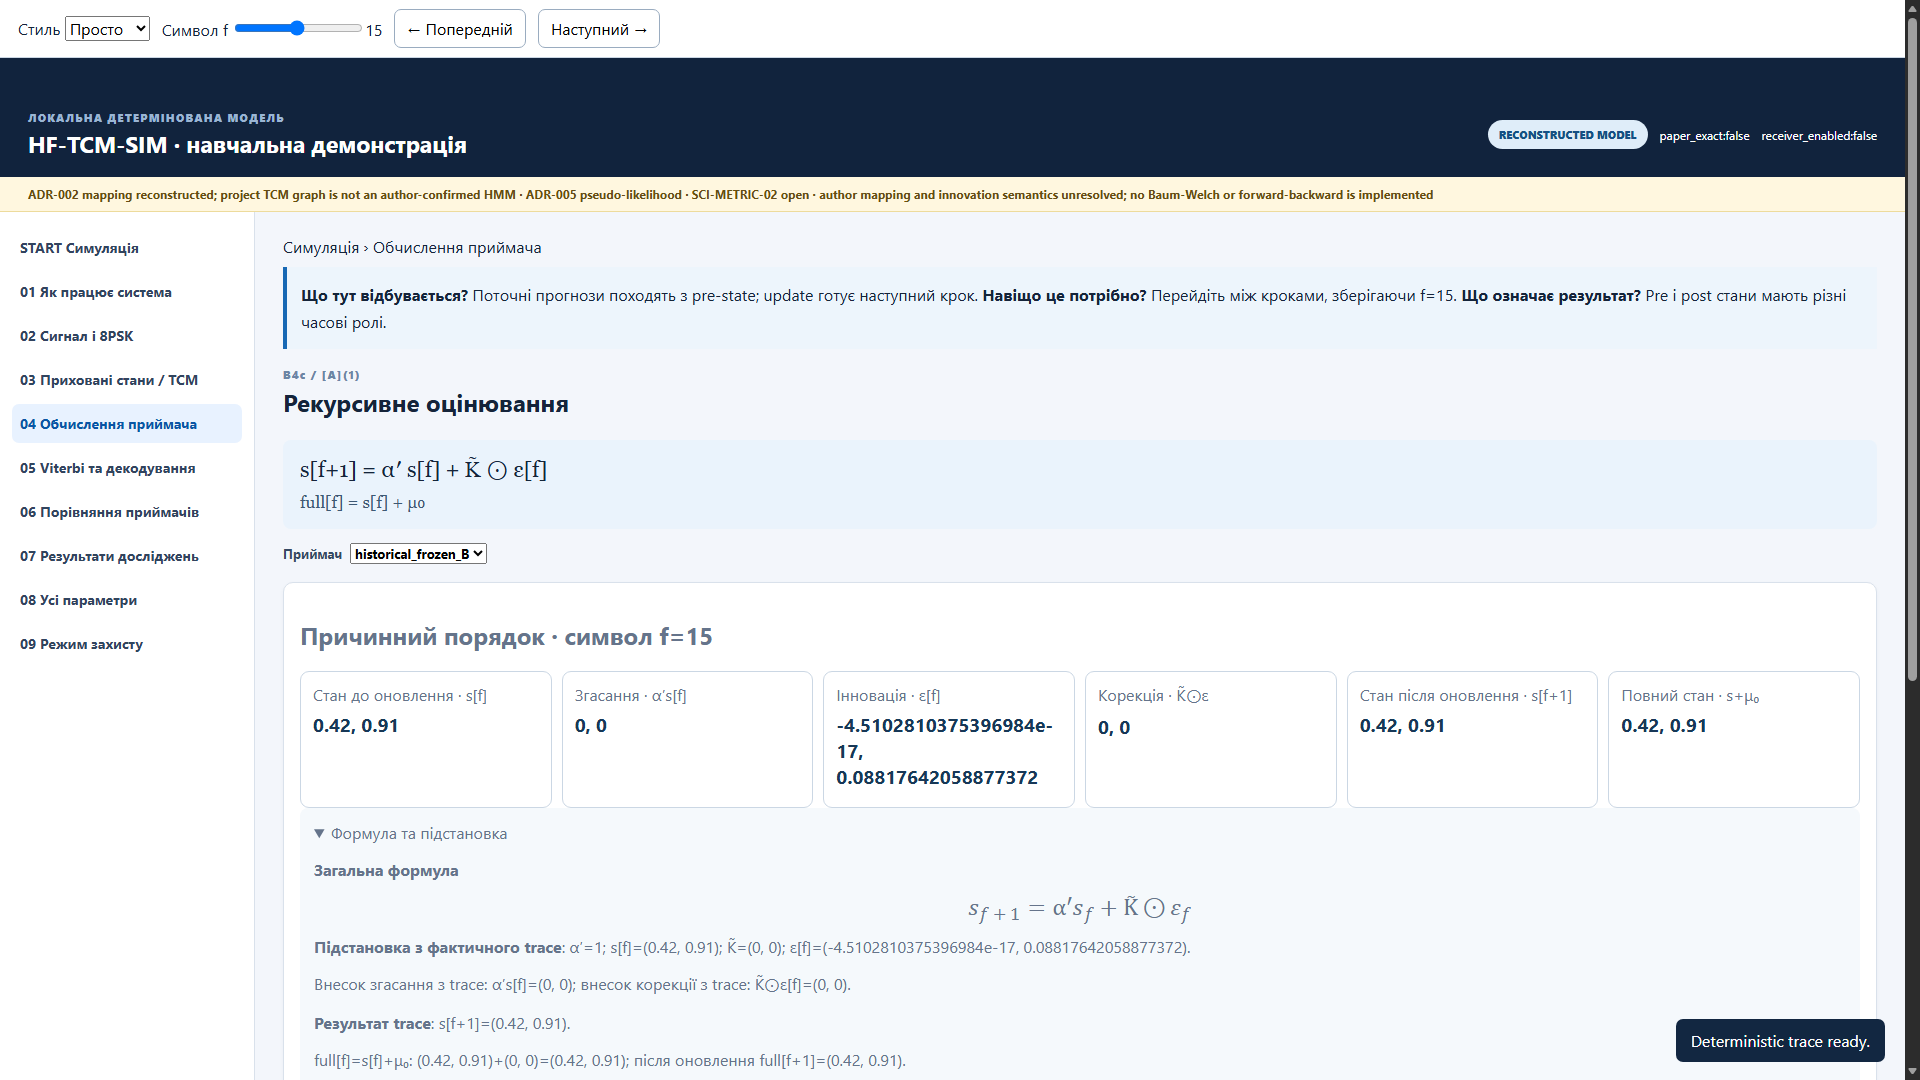 Стиль Просто Символ f 15 ← Попередній Наступний →
ЛОКАЛЬНА ДЕТЕРМІНОВАНА МОДЕЛЬ
HF-TCM-SIM · навчальна демонстрація
RECONSTRUCTED MODEL paper_exact:false receiver_enabled:false
ADR-002 mapping reconstructed; project TCM graph is not an author-confirmed HMM · ADR-005 pseudo-likelihood · SCI-METRIC-02 open · author mapping and innovation semantics unresolved; no Baum-Welch or forward-backward is implemented
START Симуляція
01 Як працює система
02 Сигнал і 8PSK
03 Приховані стани / TCM
04 Обчислення приймача
05 Viterbi та декодування
06 Порівняння приймачів
07 Результати досліджень
08 Усі параметри
09 Режим захисту
Симуляція › Обчислення приймача
Що тут відбувається? Поточні прогнози походять з pre-state; update готує наступний крок. Навіщо це потрібно? Перейдіть між кроками, зберігаючи f=15. Що означає результат? Pre і post стани мають різні
часові ролі.
B4c / [A](1)
Рекурсивне оцінювання
s[f+1] = α′ s[f] + K̃ ⊙ ε[f]
full[f] = s[f] + μ₀
Приймач historical_frozen_B
Причинний порядок · символ f=15
Стан до оновлення · s[f]
0.42, 0.91
Згасання · α′s[f]
0, 0
Інновація · ε[f]
-4.5102810375396984e-
17,
0.08817642058877372
Корекція · K̃⊙ε
0, 0
Стан після оновлення · s[f+1]
0.42, 0.91
Повний стан · s+μ₀
0.42, 0.91
▼ Формула та підстановка
Загальна формула
s_{f+1} = α′s_f + K̃ ⊙ ε_f
Підстановка з фактичного trace: α′=1; s[f]=(0.42, 0.91); K̃=(0, 0); ε[f]=(-4.5102810375396984e-17, 0.08817642058877372).
Внесок згасання з trace: α′s[f]=(0, 0); внесок корекції з trace: K̃⊙ε[f]=(0, 0).
Результат trace: s[f+1]=(0.42, 0.91).
full[f]=s[f]+μ₀: (0.42, 0.91)+(0, 0)=(0.42, 0.91); після оновлення full[f+1]=(0.42, 0.91).
Deterministic trace ready.